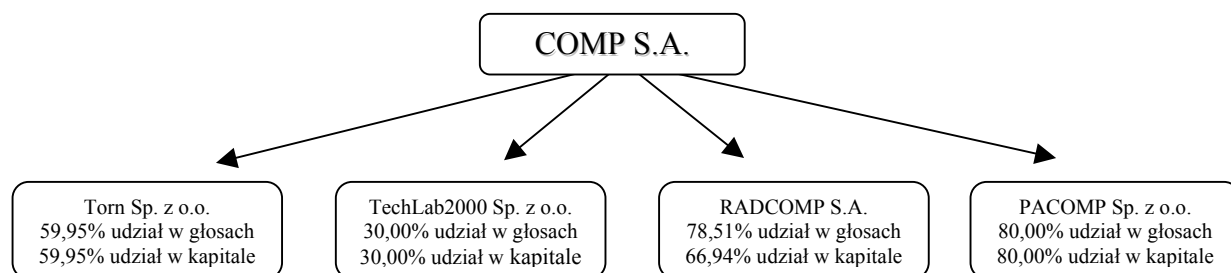 COMP S.A.
Torn Sp. z o.o.
59,95% udział w głosach
59,95% udział w kapitale
TechLab2000 Sp. z o.o.
30,00% udział w głosach
30,00% udział w kapitale
RADCOMP S.A.
78,51% udział w głosach
66,94% udział w kapitale
PACOMP Sp. z o.o.
80,00% udział w głosach
80,00% udział w kapitale